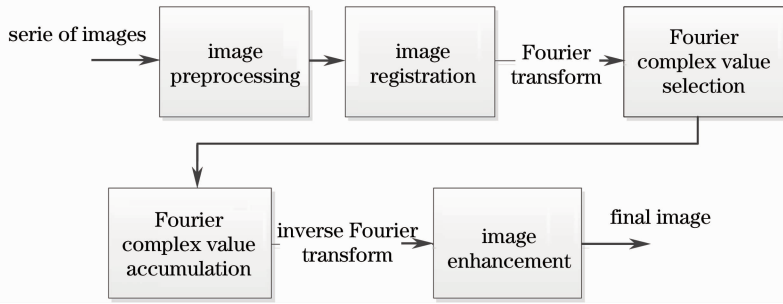 serie of images
image
preprocessing
image
registration
Fourier
transform
Fourier
complex value
selection
Fourier
complex value
accumulation
inverse Fourier
transform
image
enhancement
final image